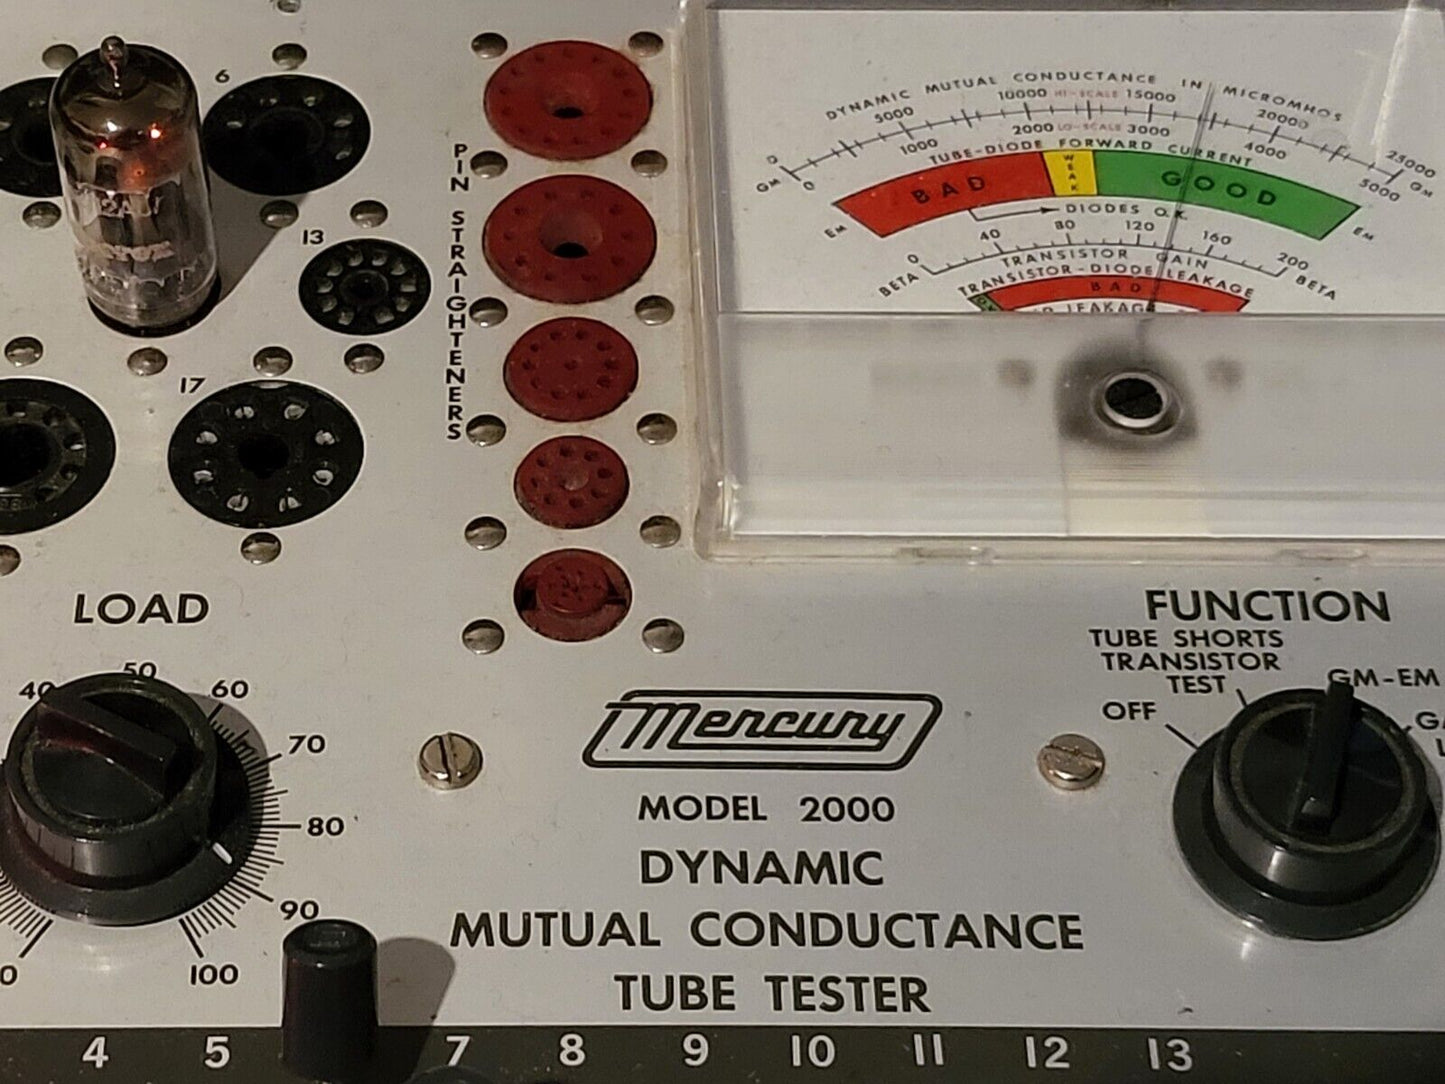 6
13
17
PIN STRAIGHTENERS
DYNAMIC MUTUAL CONDUCTANCE IN MICROMHOS
0 5000 10000 HI-SCALE 15000 20000 25000
GM GM
0 1000 2000 LO-SCALE 3000 4000 5000
TUBE-DIODE FORWARD CURRENT
BAD WEAK GOOD
EM EM
DIODES O.K.
0 40 80 120 160 200
BETA TRANSISTOR GAIN BETA
TRANSISTOR-DIODE LEAKAGE
BAD
LEAKAGE
LOAD
40 50 60 70 80 90 100
0
FUNCTION
TUBE SHORTS
TRANSISTOR
TEST
GM-EM
OFF
Mercury
MODEL 2000
DYNAMIC
MUTUAL CONDUCTANCE
TUBE TESTER
4 5 7 8 9 10 11 12 13